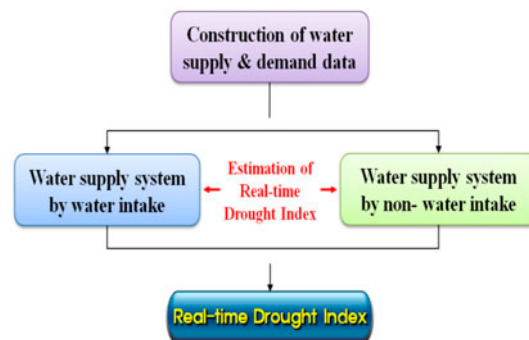 Construction of water
supply & demand data
Water supply system
by water intake
Estimation of
Real-time
Drought Index
Water supply system
by non- water intake
Real-time Drought Index